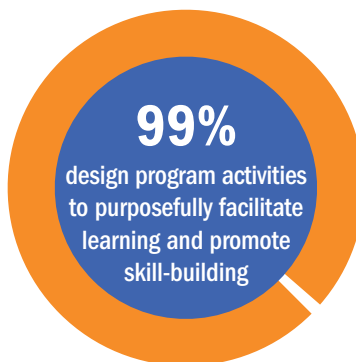 99%
design program activities
to purposefully facilitate
learning and promote
skill-building